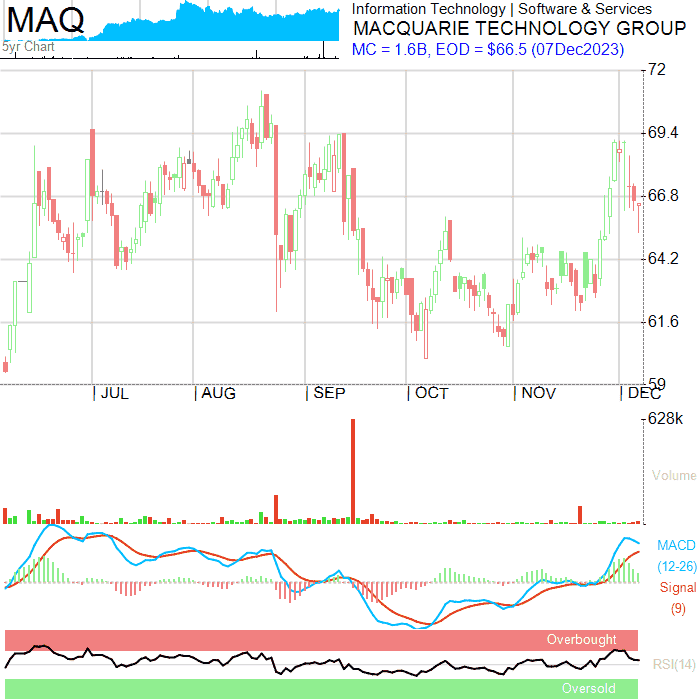 MAQ
5yr Chart
Information Technology | Software & Services
MACQUARIE TECHNOLOGY GROUP
MC = 1.6B, EOD = $66.5 (07Dec2023)
72
69.4
66.8
64.2
61.6
59
JUL AUG SEP OCT NOV DEC
628k
Volume
MACD
(12-26)
Signal
(9)
Overbought
RSI(14)
Oversold